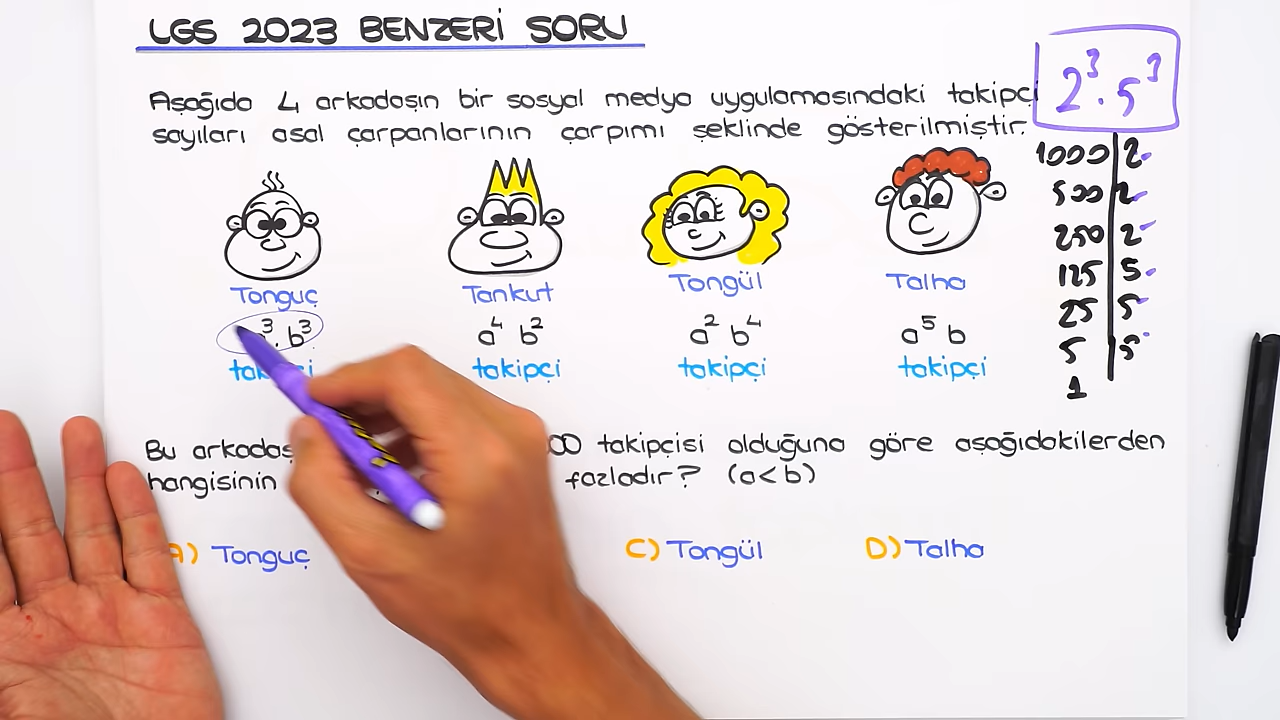 LGS 2023 BENZERİ SORU
Aşağıda 4 arkadaşın bir sosyal medya uygulamasındaki takipçi
sayıları asal çarpanlarının çarpımı şeklinde gösterilmiştir.
2³ · 5³
1000 | 2
500 | 2
250 | 2
125 | 5
25 | 5
5 | 5
1
Tonguç
Tankut
Tongül
Talha
³ . b³
a⁴ b²
a² b⁴
a⁵ b
takipçi
takipçi
takipçi
Bu takipçisi olduğuna göre aşağıdakilerden
hangisinin fazladır? (a<b)
A) Tonguç
C) Tongül
D) Talha